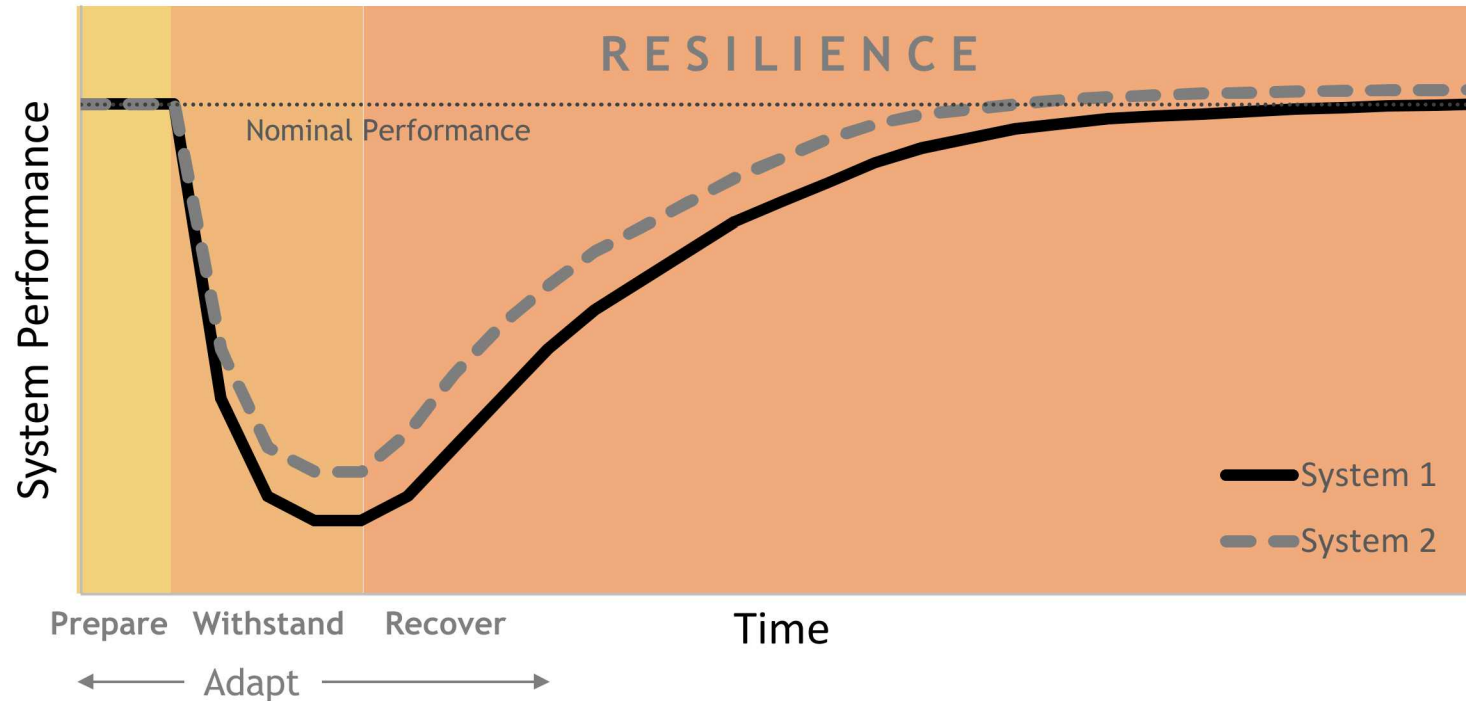 RESILIENCE
Nominal Performance
System Performance
System 1
System 2
Prepare Withstand Recover
Time
Adapt